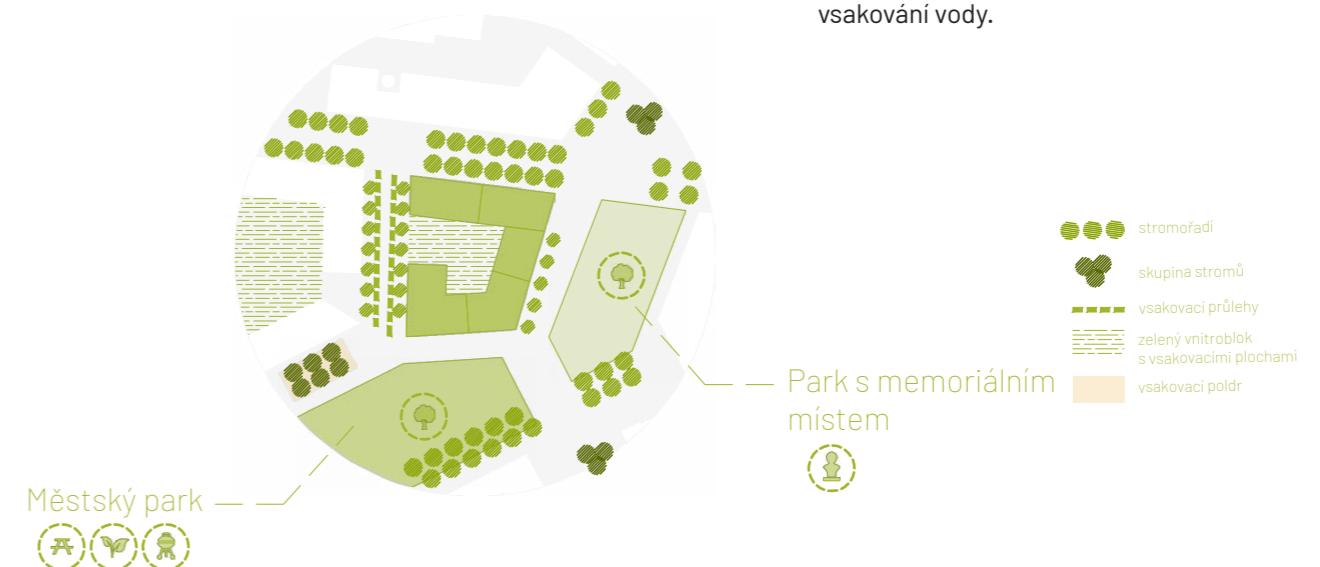 vsakování vody.
stromořadí
skupina stromů
vsakovací průlehy
zelený vnitroblok
s vsakovacími plochami
vsakovací poldr
Park s memoriálním
místem
Městský park